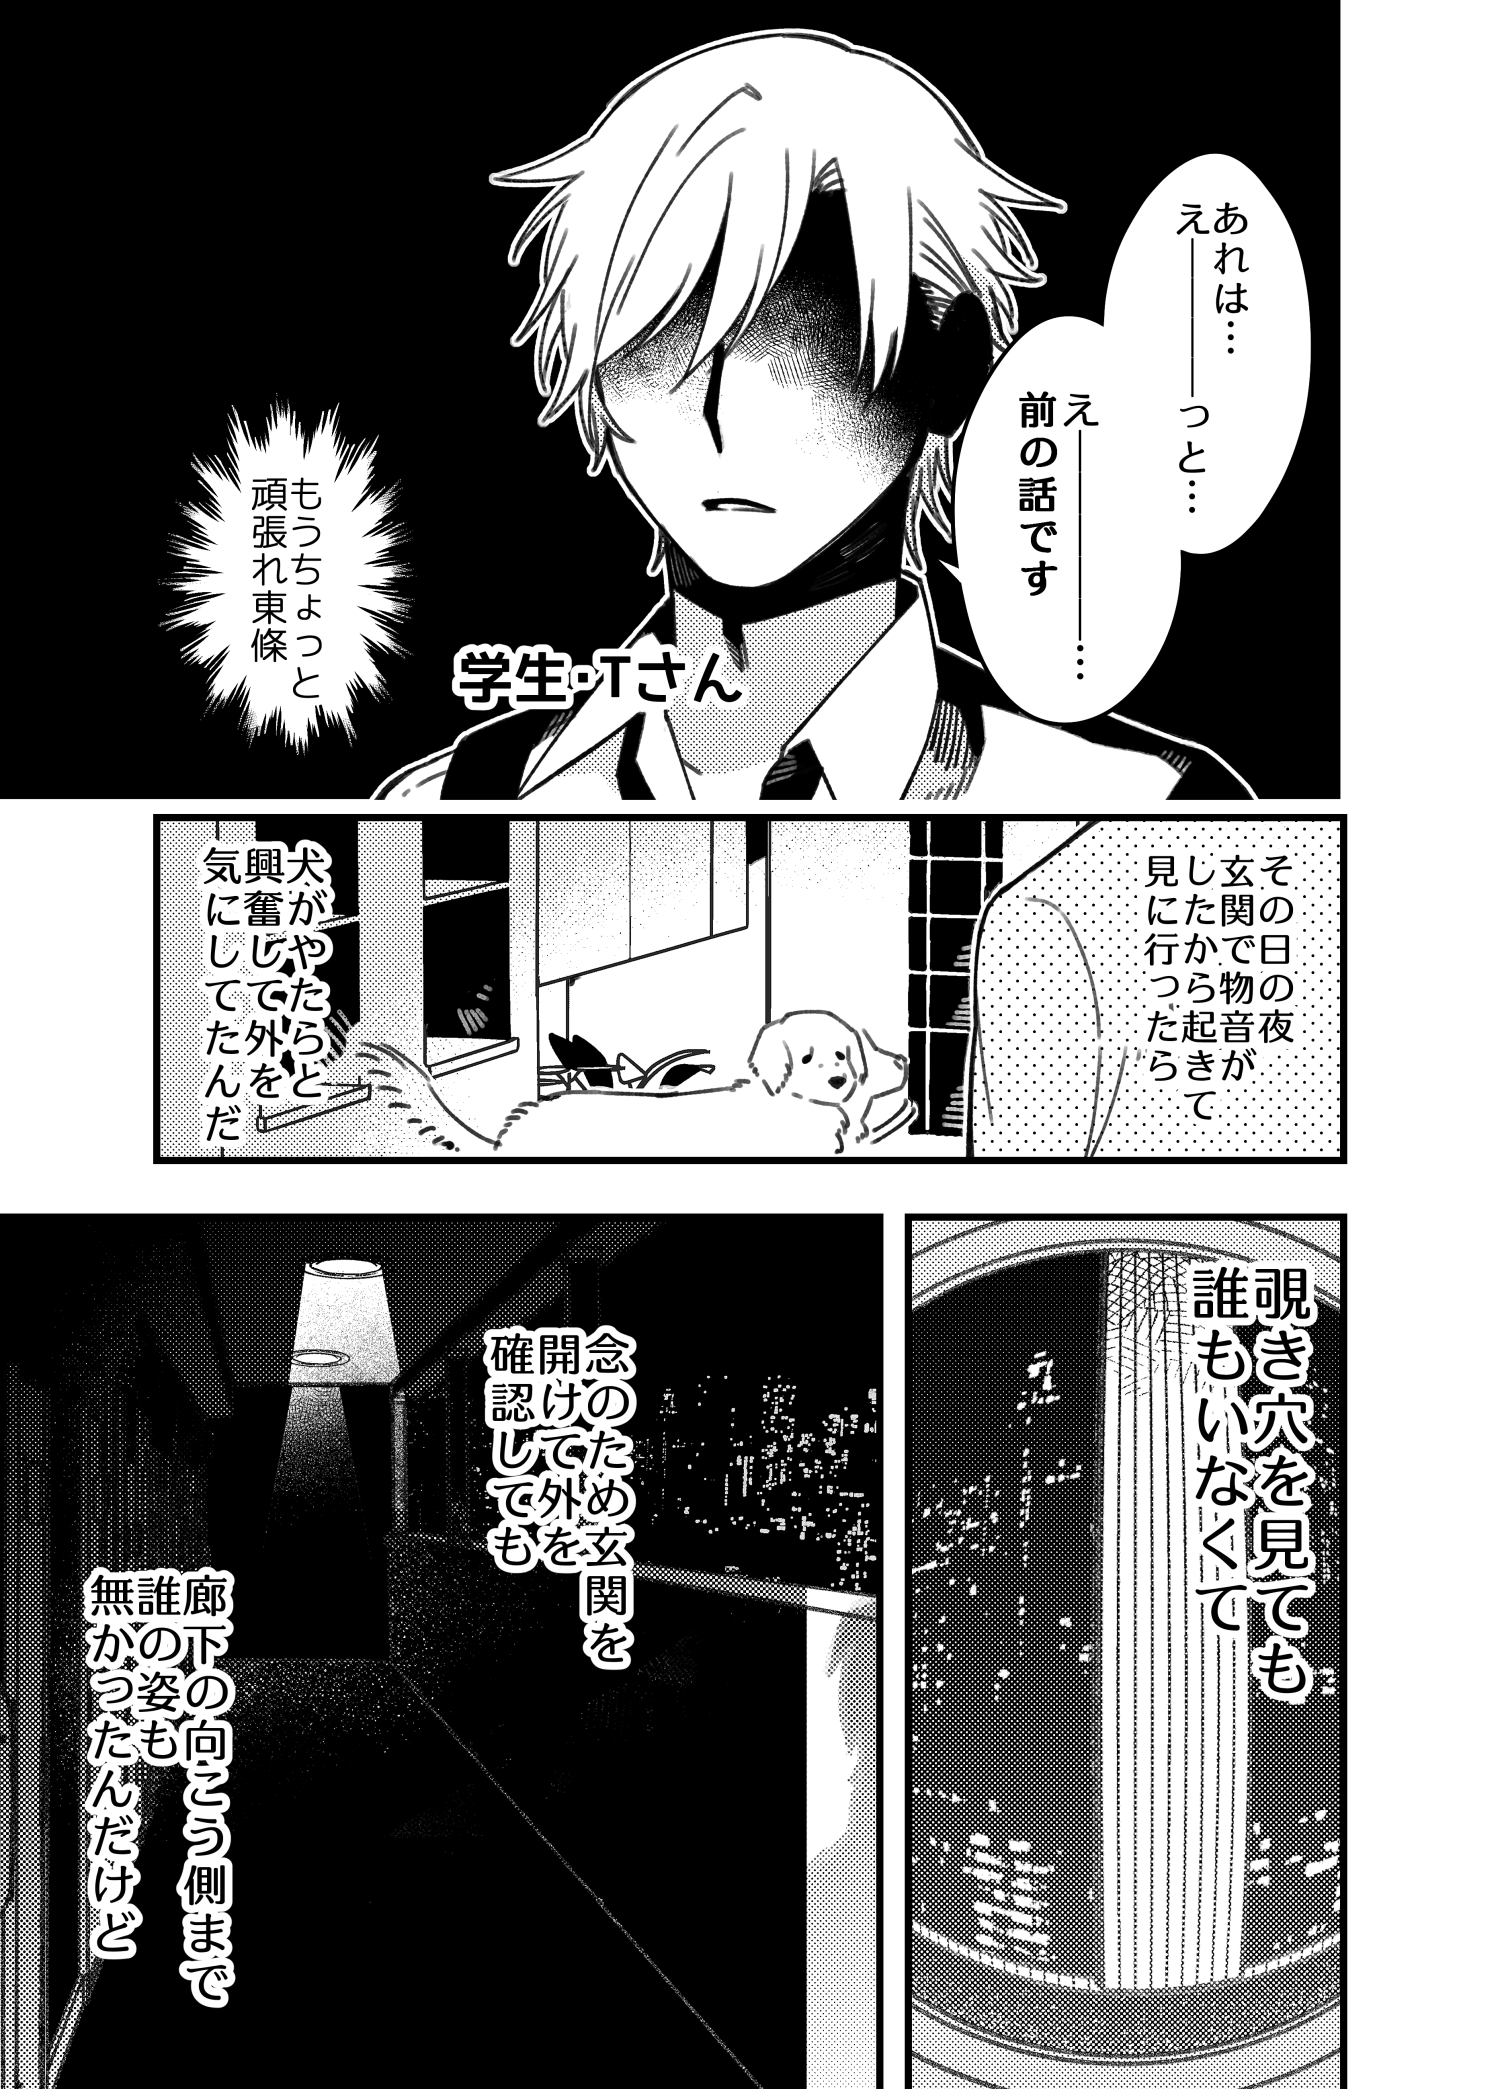 あれは…
え――――っと…
え――――…
前の話です
学生・Tさん
もうちょっと
頑張れ東條
その日の夜
玄関で物音が
したから起きて
見に行ったら
犬がやたらと
興奮して外を
気にしてたんだ
覗き穴を見ても
誰もいなくて
念のため玄関を
開けて外を
確認しても
廊下の向こう側まで
誰の姿も
無かったんだけど